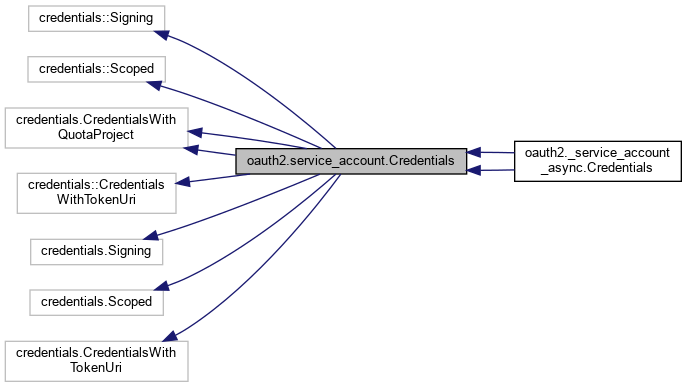 credentials::Signing
credentials::Scoped
credentials.CredentialsWith
QuotaProject
credentials::Credentials
WithTokenUri
credentials.Signing
credentials.Scoped
credentials.CredentialsWith
TokenUri
oauth2.service_account.Credentials
oauth2._service_account
_async.Credentials